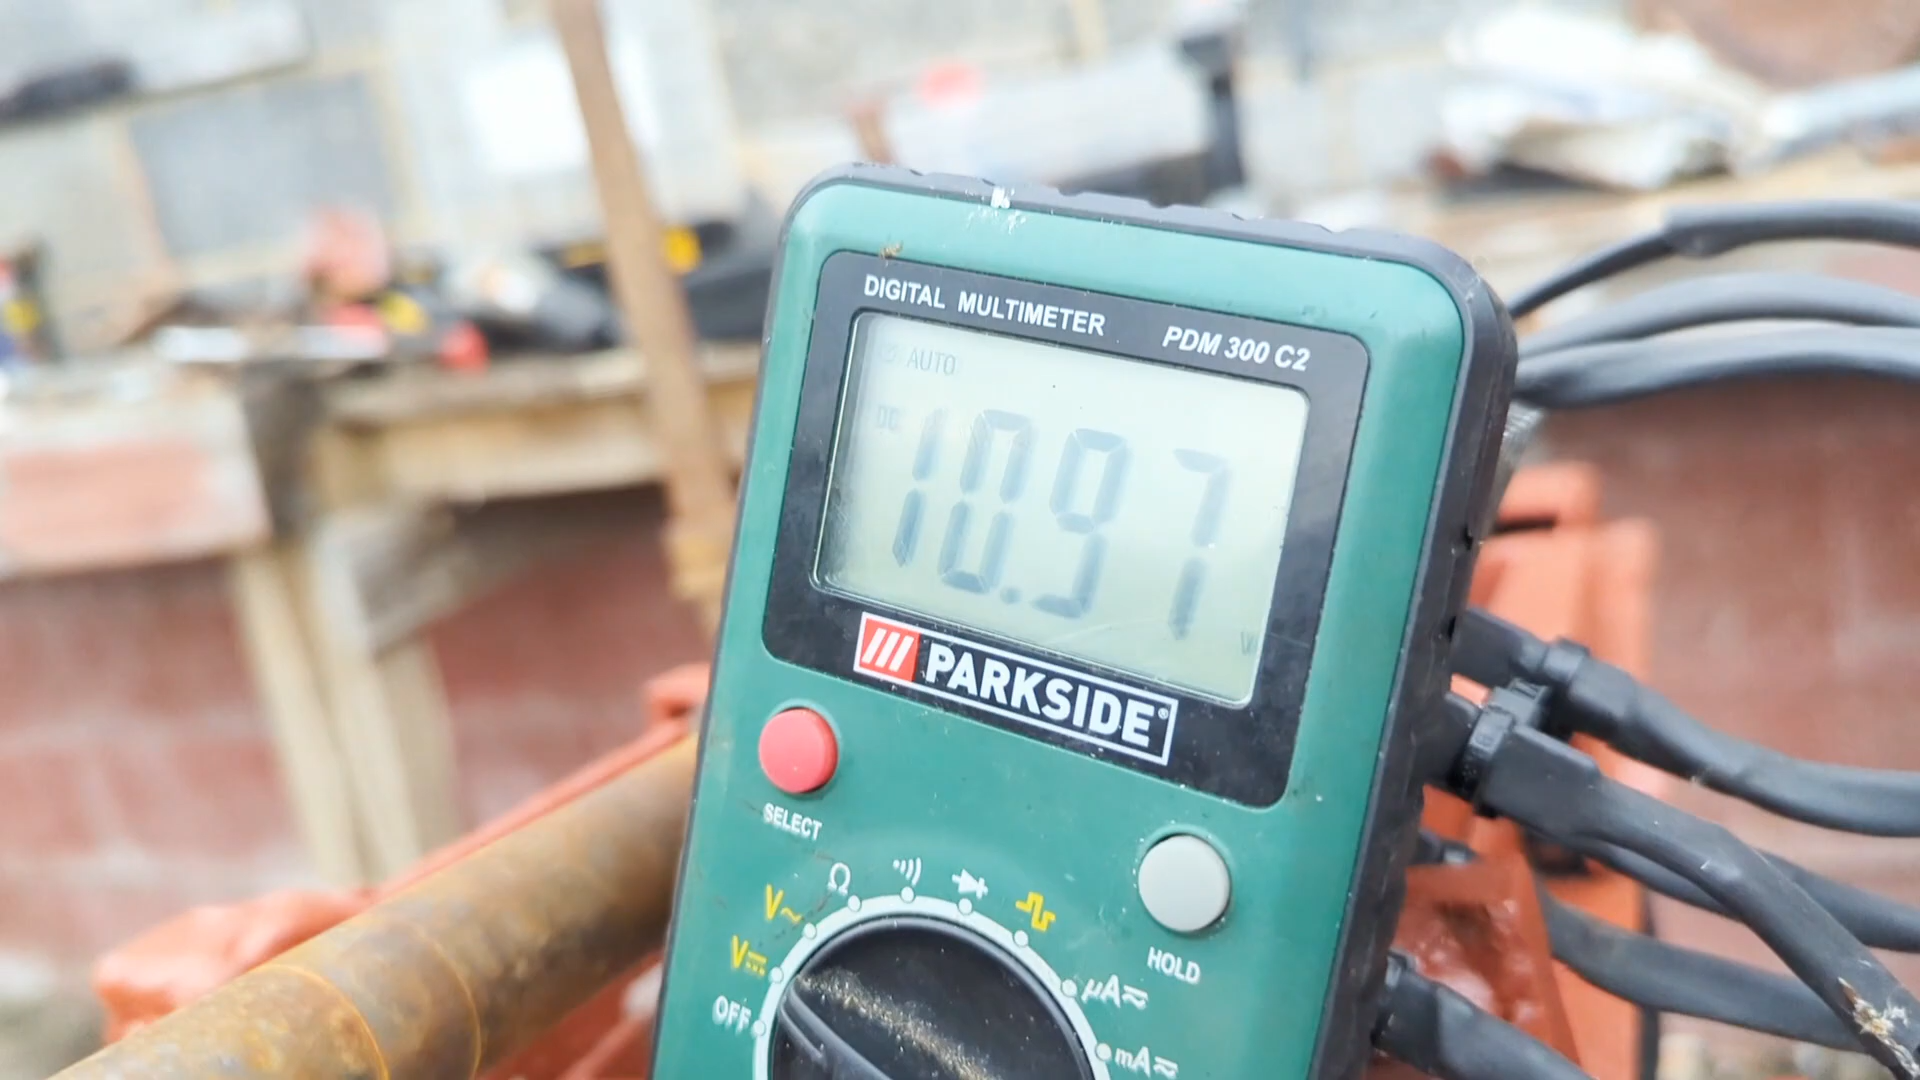 DIGITAL MULTIMETER
PDM 300 C2
AUTO
DC
10.97
V
PARKSIDE®
SELECT
HOLD
Ω
V~
V⎓
OFF
µA≂
mA≂